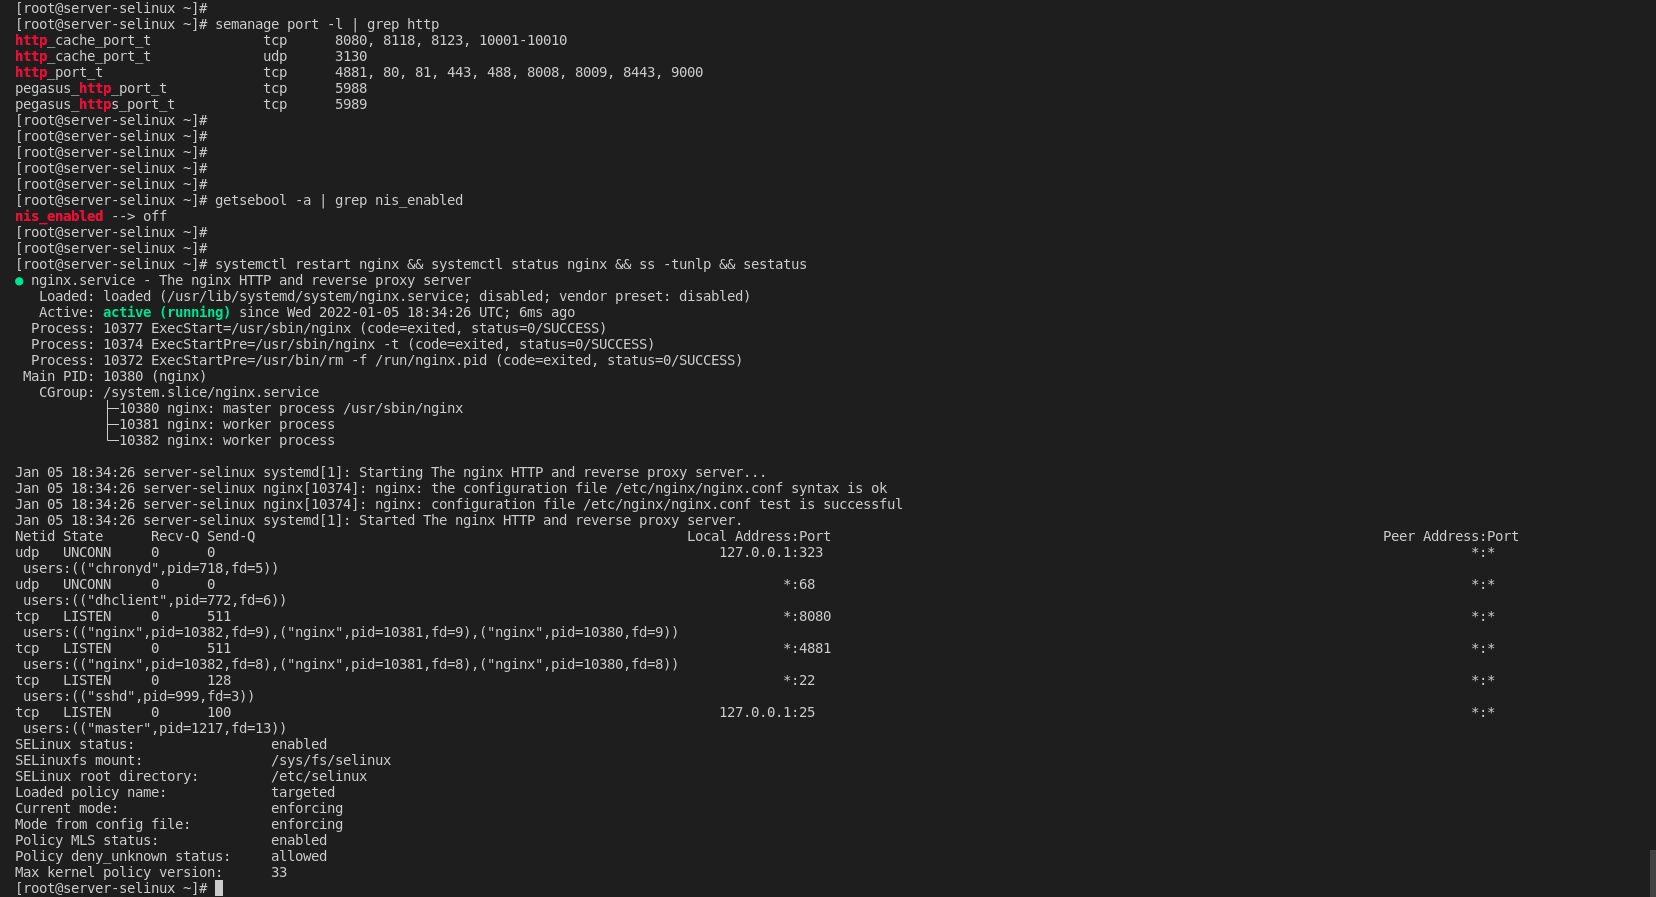 [root@server-selinux ~]#
[root@server-selinux ~]# semanage port -l | grep http
http_cache_port_t              tcp      8080, 8118, 8123, 10001-10010
http_cache_port_t              udp      3130
http_port_t                    tcp      4881, 80, 81, 443, 488, 8008, 8009, 8443, 9000
pegasus_http_port_t            tcp      5988
pegasus_https_port_t           tcp      5989
[root@server-selinux ~]#
[root@server-selinux ~]#
[root@server-selinux ~]#
[root@server-selinux ~]#
[root@server-selinux ~]#
[root@server-selinux ~]# getsebool -a | grep nis_enabled
nis_enabled --> off
[root@server-selinux ~]#
[root@server-selinux ~]#
[root@server-selinux ~]# systemctl restart nginx && systemctl status nginx && ss -tunlp && sestatus
● nginx.service - The nginx HTTP and reverse proxy server
   Loaded: loaded (/usr/lib/systemd/system/nginx.service; disabled; vendor preset: disabled)
   Active: active (running) since Wed 2022-01-05 18:34:26 UTC; 6ms ago
  Process: 10377 ExecStart=/usr/sbin/nginx (code=exited, status=0/SUCCESS)
  Process: 10374 ExecStartPre=/usr/sbin/nginx -t (code=exited, status=0/SUCCESS)
  Process: 10372 ExecStartPre=/usr/bin/rm -f /run/nginx.pid (code=exited, status=0/SUCCESS)
 Main PID: 10380 (nginx)
   CGroup: /system.slice/nginx.service
           ├─10380 nginx: master process /usr/sbin/nginx
           ├─10381 nginx: worker process
           └─10382 nginx: worker process

Jan 05 18:34:26 server-selinux systemd[1]: Starting The nginx HTTP and reverse proxy server...
Jan 05 18:34:26 server-selinux nginx[10374]: nginx: the configuration file /etc/nginx/nginx.conf syntax is ok
Jan 05 18:34:26 server-selinux nginx[10374]: nginx: configuration file /etc/nginx/nginx.conf test is successful
Jan 05 18:34:26 server-selinux systemd[1]: Started The nginx HTTP and reverse proxy server.
Netid State      Recv-Q Send-Q      Local Address:Port      Peer Address:Port
udp   UNCONN     0      0      127.0.0.1:323      *:*
 users:(("chronyd",pid=718,fd=5))
udp   UNCONN     0      0      *:68      *:*
 users:(("dhclient",pid=772,fd=6))
tcp   LISTEN     0      511      *:8080      *:*
 users:(("nginx",pid=10382,fd=9),("nginx",pid=10381,fd=9),("nginx",pid=10380,fd=9))
tcp   LISTEN     0      511      *:4881      *:*
 users:(("nginx",pid=10382,fd=8),("nginx",pid=10381,fd=8),("nginx",pid=10380,fd=8))
tcp   LISTEN     0      128      *:22      *:*
 users:(("sshd",pid=999,fd=3))
tcp   LISTEN     0      100      127.0.0.1:25      *:*
 users:(("master",pid=1217,fd=13))
SELinux status:                 enabled
SELinuxfs mount:                /sys/fs/selinux
SELinux root directory:         /etc/selinux
Loaded policy name:             targeted
Current mode:                   enforcing
Mode from config file:          enforcing
Policy MLS status:              enabled
Policy deny_unknown status:     allowed
Max kernel policy version:      33
[root@server-selinux ~]#